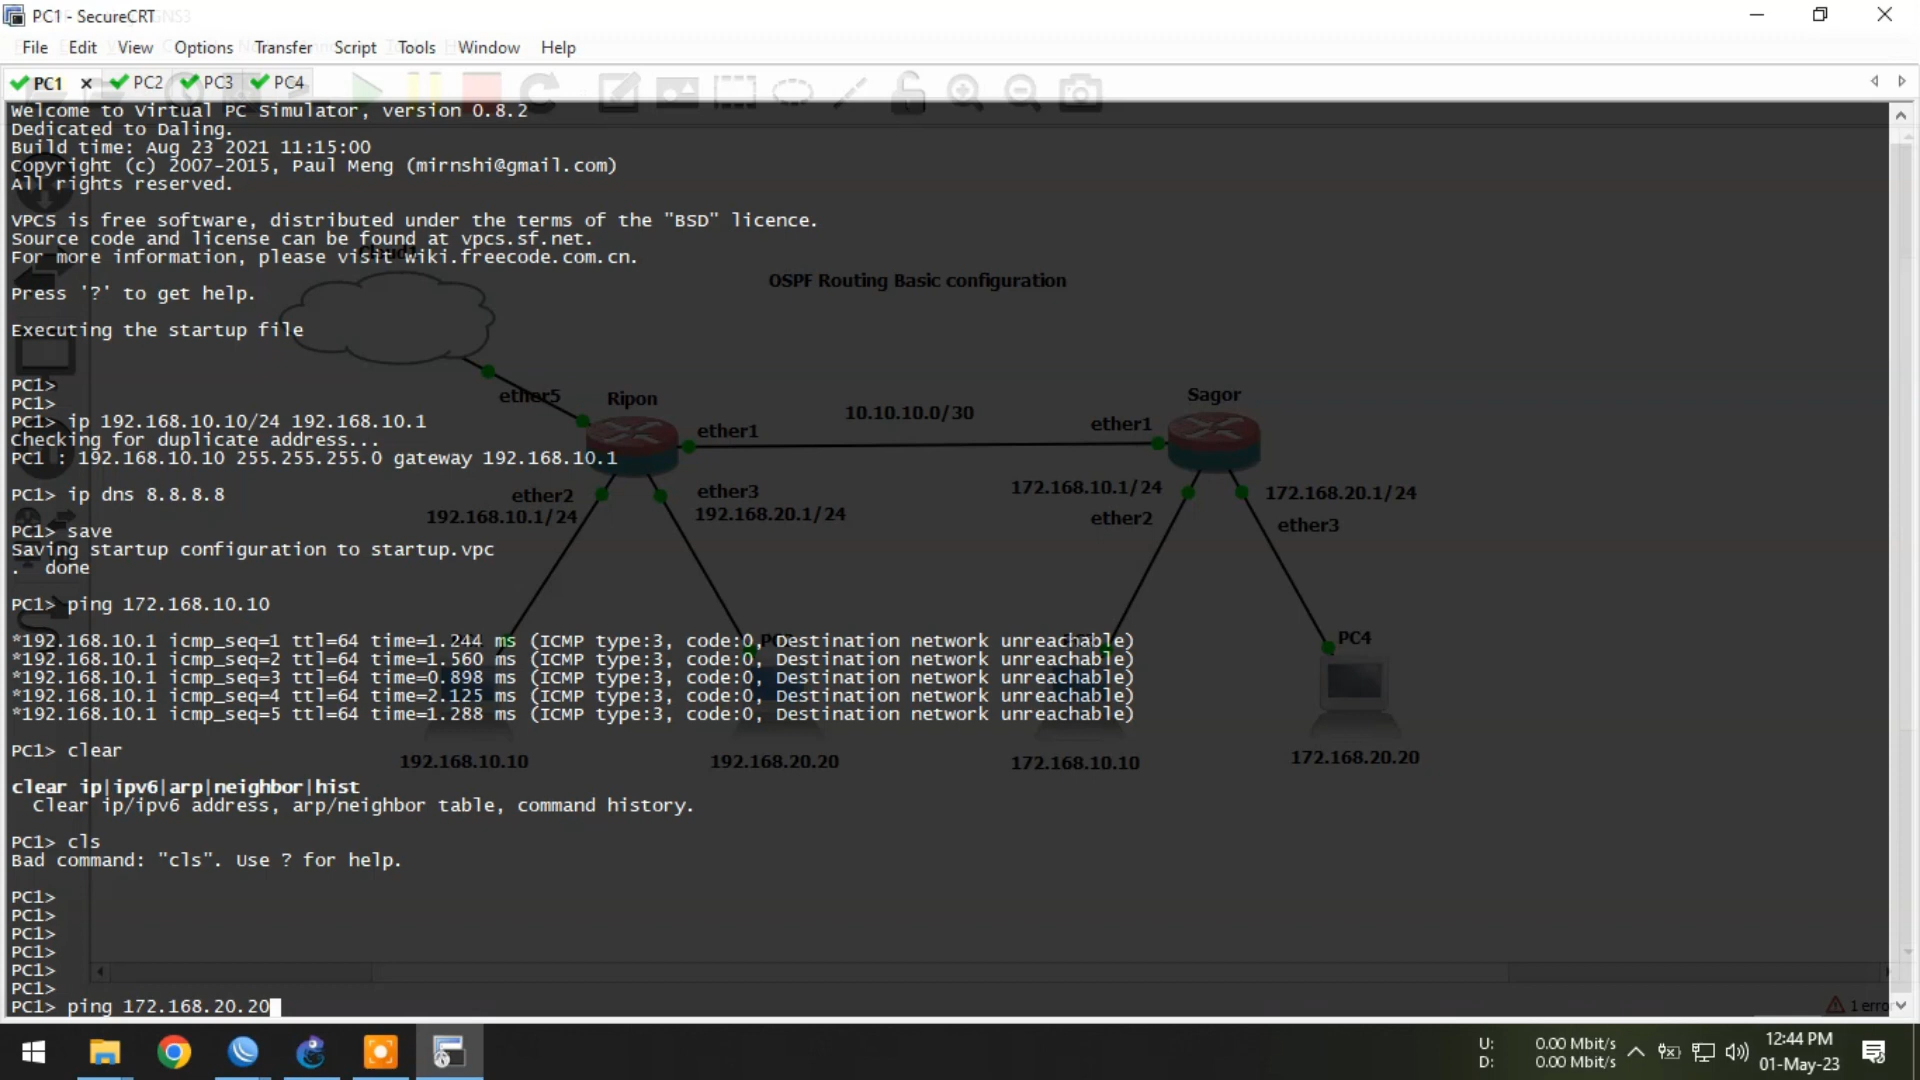 PC1 - SecureCRT
File Edit View Options Transfer Script Tools Window Help
PC1 PC2 PC3 PC4
Welcome to Virtual PC Simulator, version 0.8.2
Dedicated to Daling.
Build time: Aug 23 2021 11:15:00
Copyright (c) 2007-2015, Paul Meng (mirnshi@gmail.com)
All rights reserved.
VPCS is free software, distributed under the terms of the "BSD" licence.
Source code and license can be found at vpcs.sf.net.
For more information, please visit wiki.freecode.com.cn.
Press '?' to get help.
Executing the startup file
PC1>
PC1>
PC1> ip 192.168.10.10/24 192.168.10.1
Checking for duplicate address...
PC1 : 192.168.10.10 255.255.255.0 gateway 192.168.10.1
PC1> ip dns 8.8.8.8
PC1> save
Saving startup configuration to startup.vpc
.  done
PC1> ping 172.168.10.10
*192.168.10.1 icmp_seq=1 ttl=64 time=1.244 ms (ICMP type:3, code:0, Destination network unreachable)
*192.168.10.1 icmp_seq=2 ttl=64 time=1.560 ms (ICMP type:3, code:0, Destination network unreachable)
*192.168.10.1 icmp_seq=3 ttl=64 time=0.898 ms (ICMP type:3, code:0, Destination network unreachable)
*192.168.10.1 icmp_seq=4 ttl=64 time=2.125 ms (ICMP type:3, code:0, Destination network unreachable)
*192.168.10.1 icmp_seq=5 ttl=64 time=1.288 ms (ICMP type:3, code:0, Destination network unreachable)
PC1> clear
clear ip|ipv6|arp|neighbor|hist
Clear ip/ipv6 address, arp/neighbor table, command history.
PC1> cls
Bad command: "cls". Use ? for help.
PC1>
PC1>
PC1>
PC1>
PC1>
PC1>
PC1> ping 172.168.20.20
OSPF Routing Basic configuration
ether5
Ripon
Sagor
ether1
10.10.10.0/30
ether1
ether2
192.168.10.1/24
ether3
192.168.20.1/24
172.168.10.1/24
ether2
172.168.20.1/24
ether3
PC4
192.168.10.10
192.168.20.20
172.168.10.10
172.168.20.20
1 error
U: 0.00 Mbit/s
D: 0.00 Mbit/s
12:44 PM
01-May-23